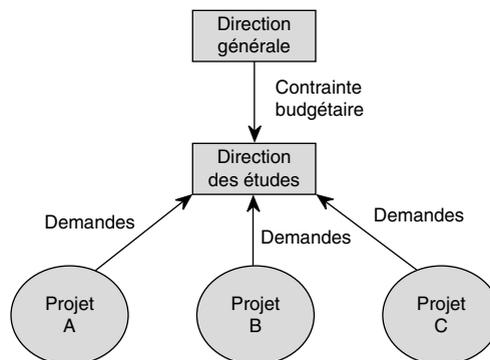 Direction
générale
Contrainte
budgétaire
Direction
des études
Demandes
Demandes
Demandes
Projet
A
Projet
B
Projet
C